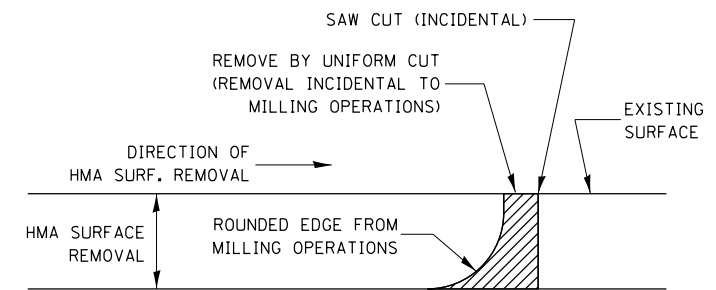 SAW CUT (INCIDENTAL)
REMOVE BY UNIFORM CUT
(REMOVAL INCIDENTAL TO
MILLING OPERATIONS)
EXISTING
SURFACE
DIRECTION OF
HMA SURF. REMOVAL
HMA SURFACE
REMOVAL
ROUNDED EDGE FROM
MILLING OPERATIONS